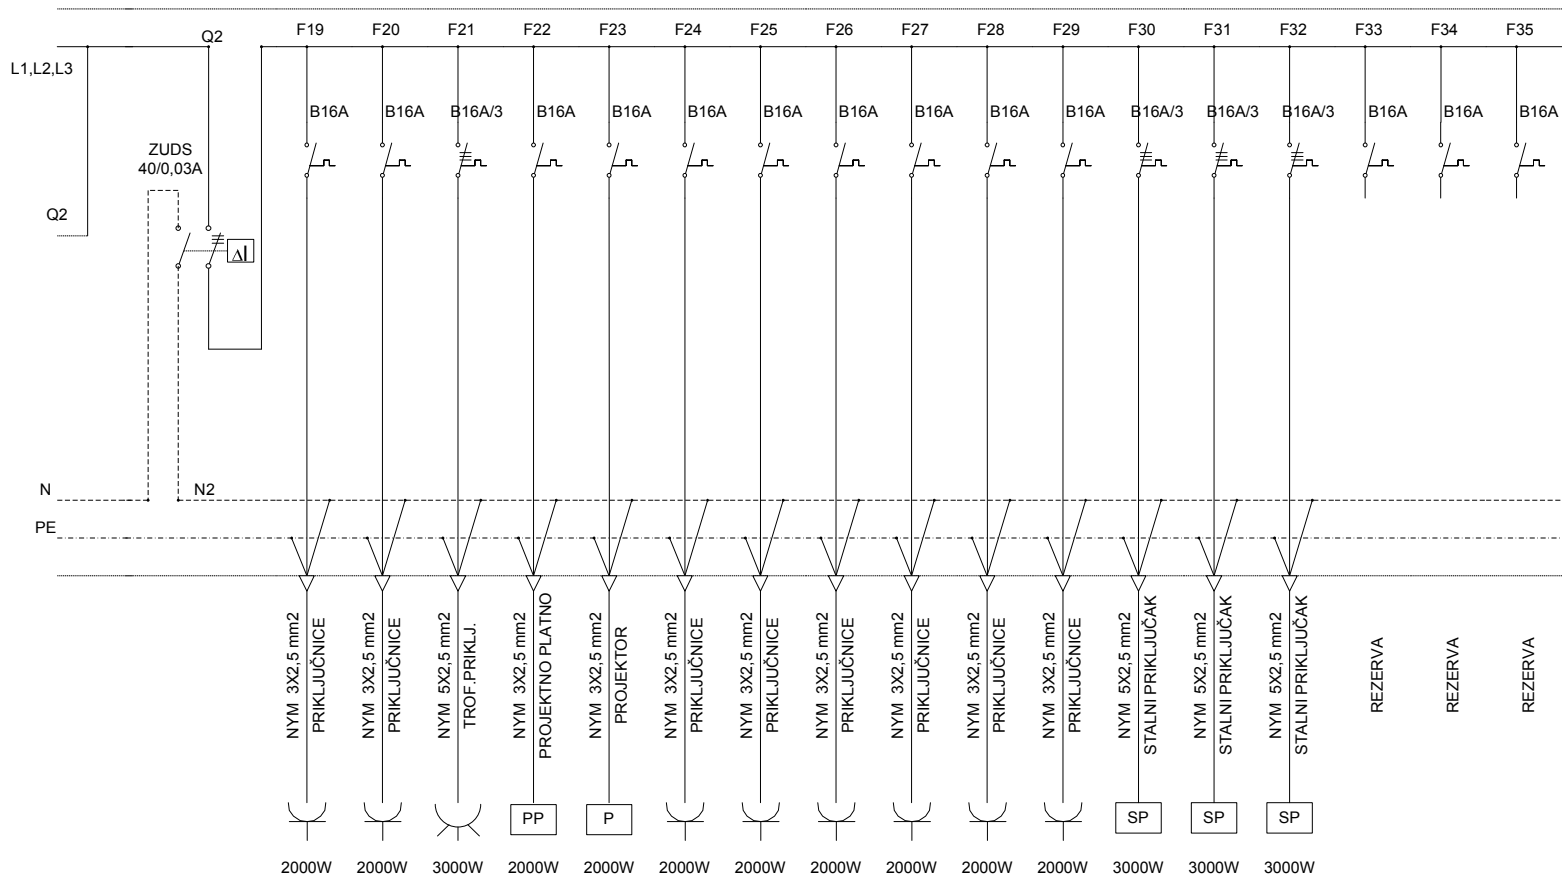 F19 F20 F21 F22 F23 F24 F25 F26 F27 F28 F29 F30 F31 F32 F33 F34 F35
Q2
L1,L2,L3
B16A B16A B16A/3 B16A B16A B16A B16A B16A B16A B16A B16A B16A/3 B16A/3 B16A/3 B16A B16A B16A
ZUDS
40/0,03A
Q2
ΔI
N
N2
PE
NYM 3X2,5 mm2
PRIKLJUČNICE
NYM 3X2,5 mm2
PRIKLJUČNICE
NYM 5X2,5 mm2
TROF.PRIKLJ.
NYM 3X2,5 mm2
PROJEKTNO PLATNO
NYM 3X2,5 mm2
PROJEKTOR
NYM 3X2,5 mm2
PRIKLJUČNICE
NYM 3X2,5 mm2
PRIKLJUČNICE
NYM 3X2,5 mm2
PRIKLJUČNICE
NYM 3X2,5 mm2
PRIKLJUČNICE
NYM 3X2,5 mm2
PRIKLJUČNICE
NYM 3X2,5 mm2
PRIKLJUČNICE
NYM 5X2,5 mm2
STALNI PRIKLJUČAK
NYM 5X2,5 mm2
STALNI PRIKLJUČAK
NYM 5X2,5 mm2
STALNI PRIKLJUČAK
REZERVA
REZERVA
REZERVA
PP P SP SP SP
2000W 2000W 3000W 2000W 2000W 2000W 2000W 2000W 2000W 2000W 2000W 3000W 3000W 3000W